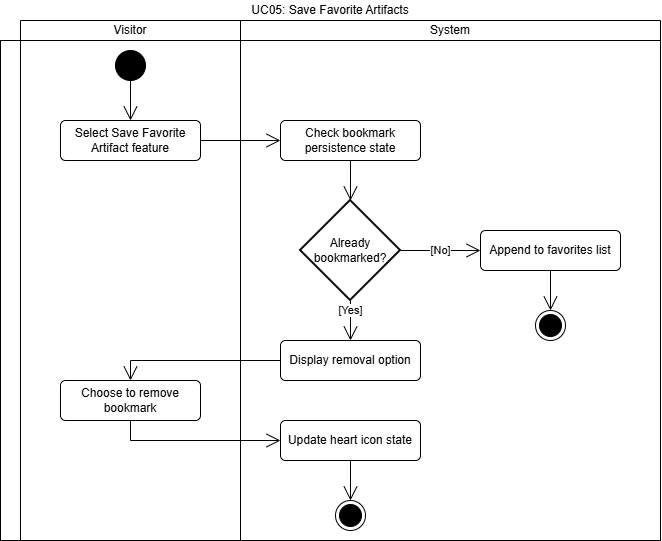 UC05: Save Favorite Artifacts
Visitor
System
Select Save Favorite
Artifact feature
Check bookmark
persistence state
Already
bookmarked?
[No]
Append to favorites list
[Yes]
Display removal option
Choose to remove
bookmark
Update heart icon state